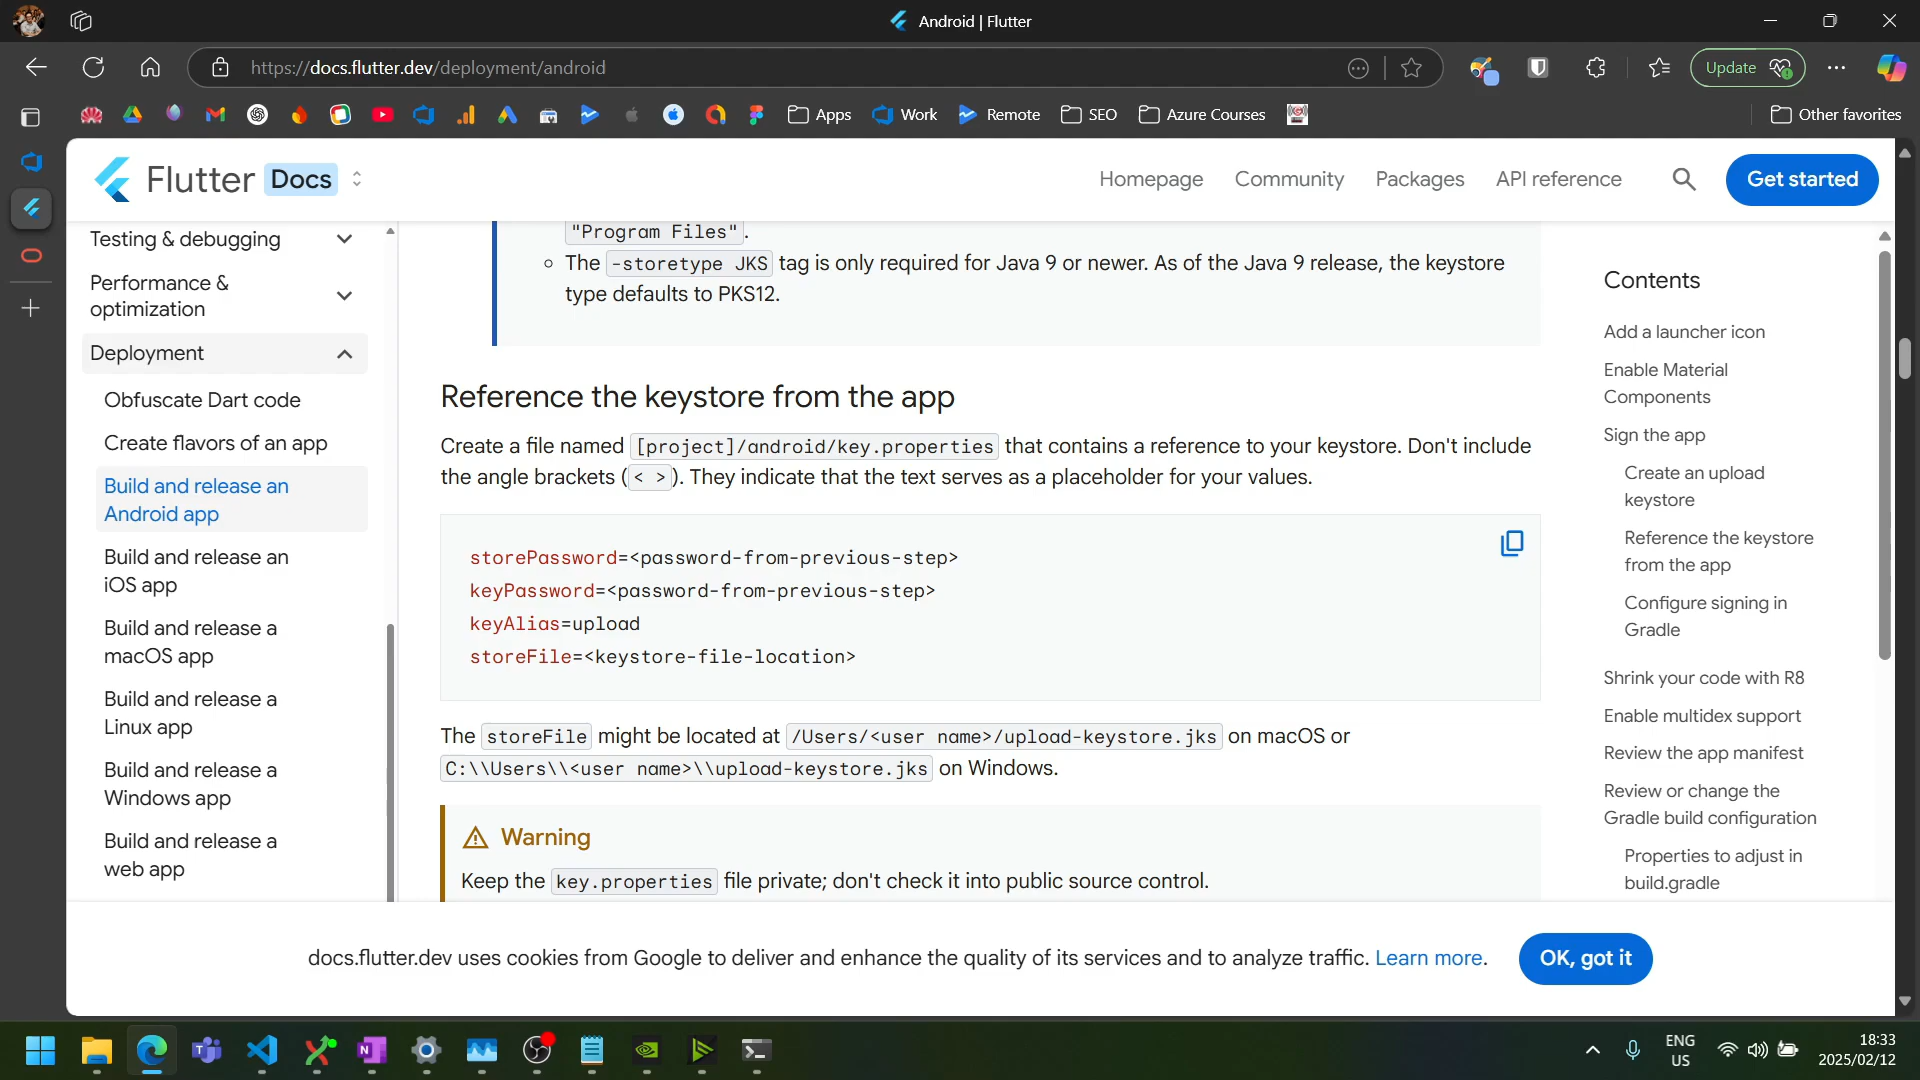 Android | Flutter
https://docs.flutter.dev/deployment/android
Update
Apps
Work
Remote
SEO
Azure Courses
Other favorites
Flutter Docs
Homepage
Community
Packages
API reference
Get started
Testing & debugging
Performance &
optimization
Deployment
Obfuscate Dart code
Create flavors of an app
Build and release an
Android app
Build and release an
iOS app
Build and release a
macOS app
Build and release a
Linux app
Build and release a
Windows app
Build and release a
web app
"Program Files".
The -storetype JKS tag is only required for Java 9 or newer. As of the Java 9 release, the keystore
type defaults to PKS12.
Reference the keystore from the app
Create a file named [project]/android/key.properties that contains a reference to your keystore. Don't include
the angle brackets (< >). They indicate that the text serves as a placeholder for your values.
storePassword=<password-from-previous-step>
keyPassword=<password-from-previous-step>
keyAlias=upload
storeFile=<keystore-file-location>
The storeFile might be located at /Users/<user name>/upload-keystore.jks on macOS or
C:\\Users\\<user name>\\upload-keystore.jks on Windows.
Warning
Keep the key.properties file private; don't check it into public source control.
Contents
Add a launcher icon
Enable Material
Components
Sign the app
Create an upload
keystore
Reference the keystore
from the app
Configure signing in
Gradle
Shrink your code with R8
Enable multidex support
Review the app manifest
Review or change the
Gradle build configuration
Properties to adjust in
build.gradle
docs.flutter.dev uses cookies from Google to deliver and enhance the quality of its services and to analyze traffic. Learn more.
OK, got it
ENG
US
18:33
2025/02/12